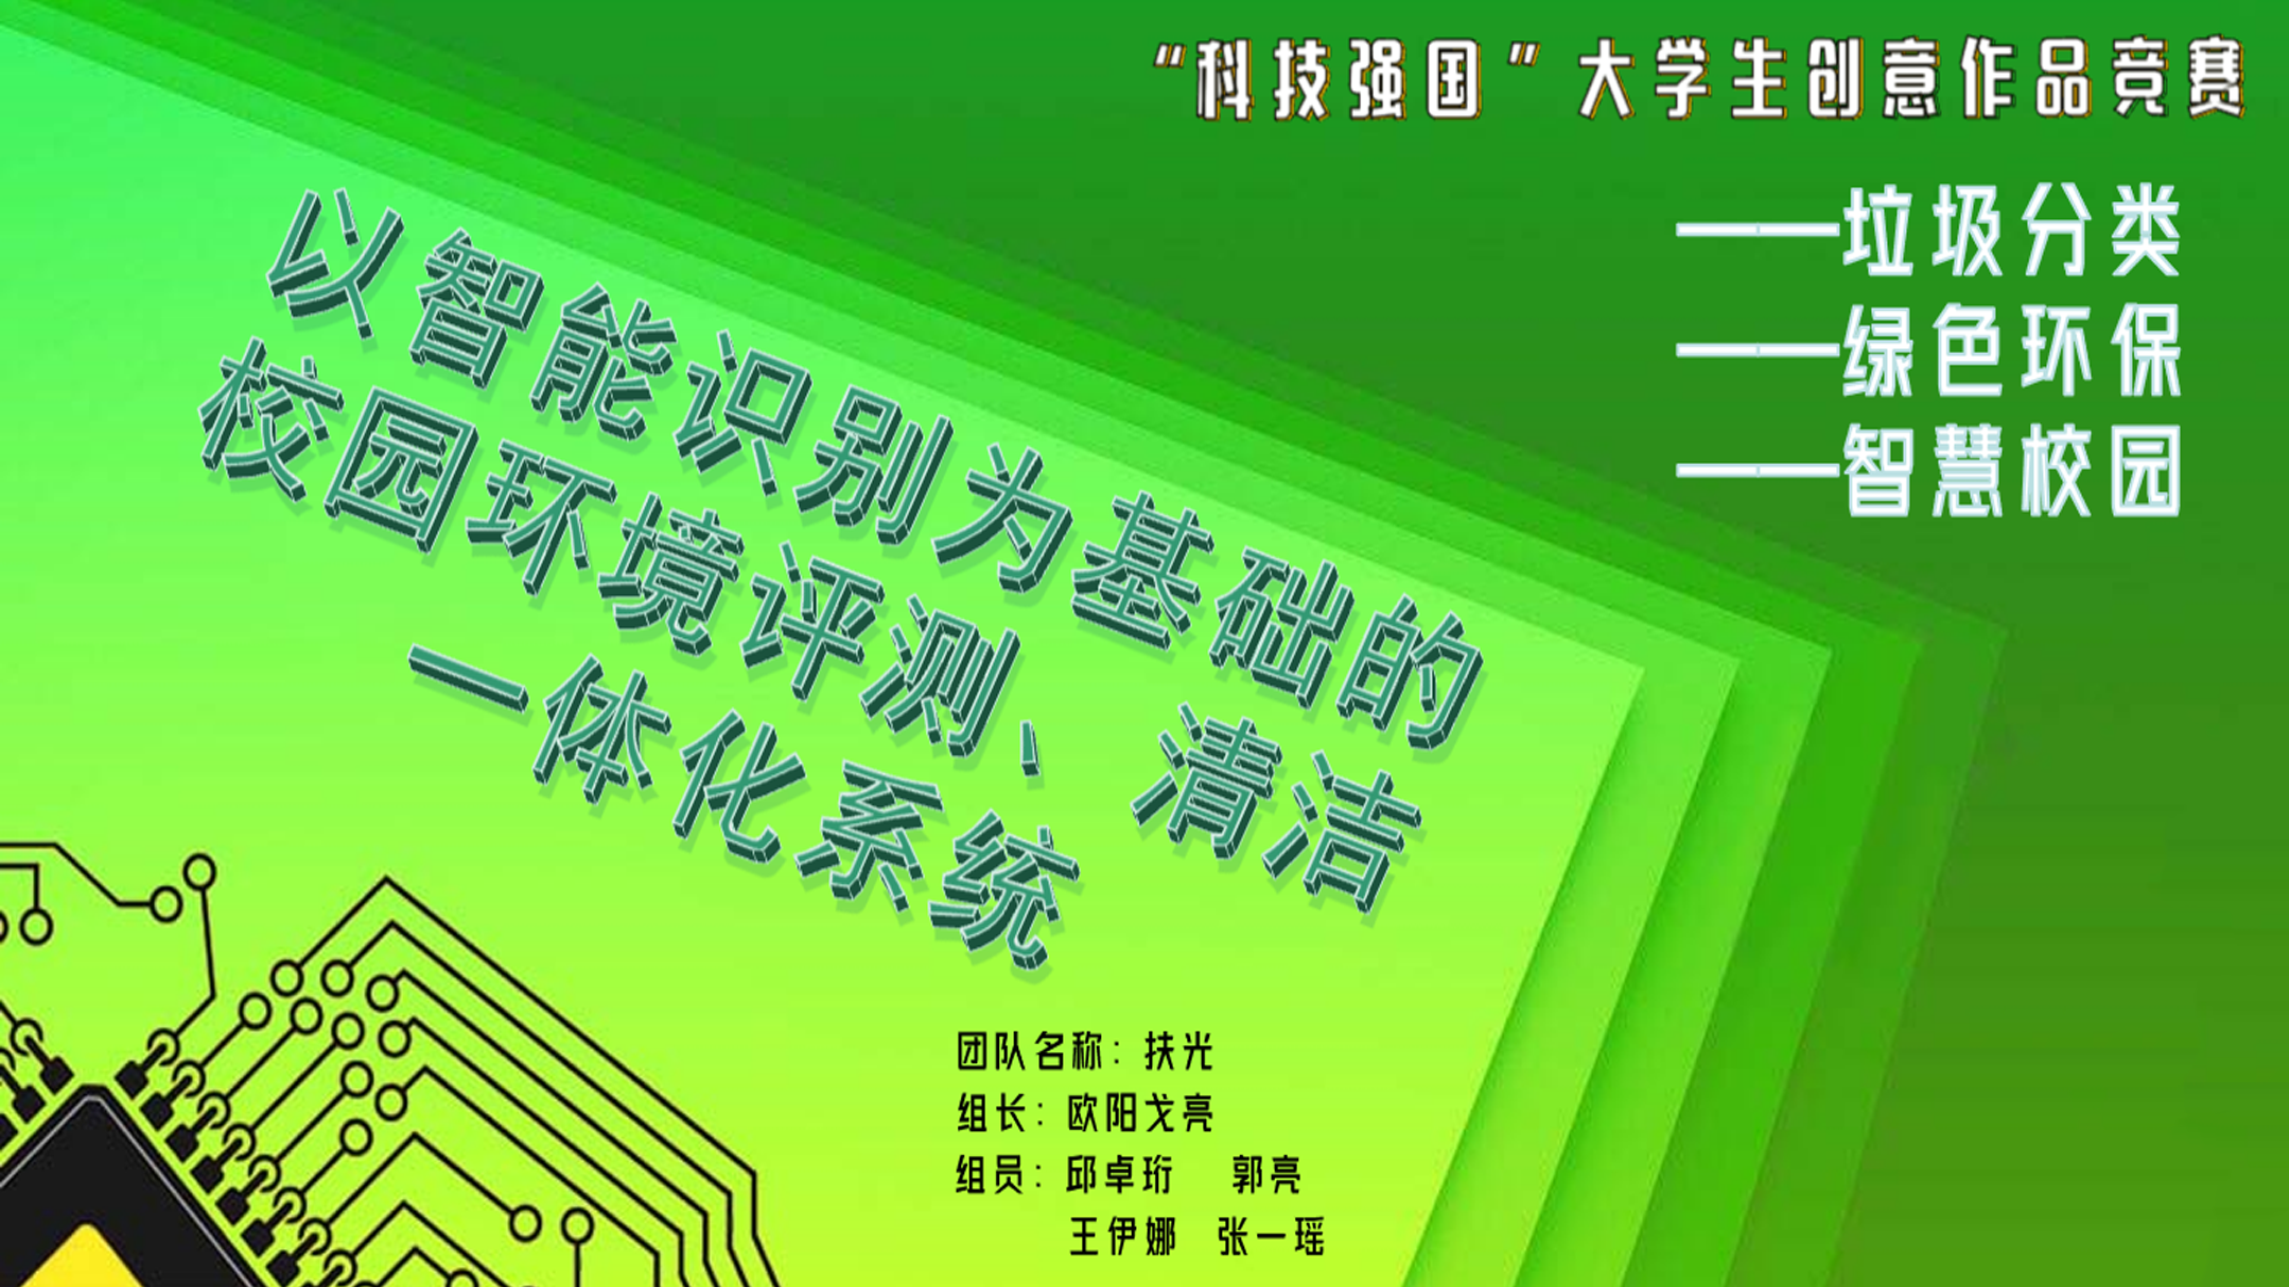 “科技强国”大学生创意作品竞赛
——垃圾分类
——绿色环保
——智慧校园
以智能识别为基础的
校园环境评测、清洁
一体化系统
团队名称：扶光
组长：欧阳戈亮
组员：邱卓珩 郭亮
王伊娜 张一瑶